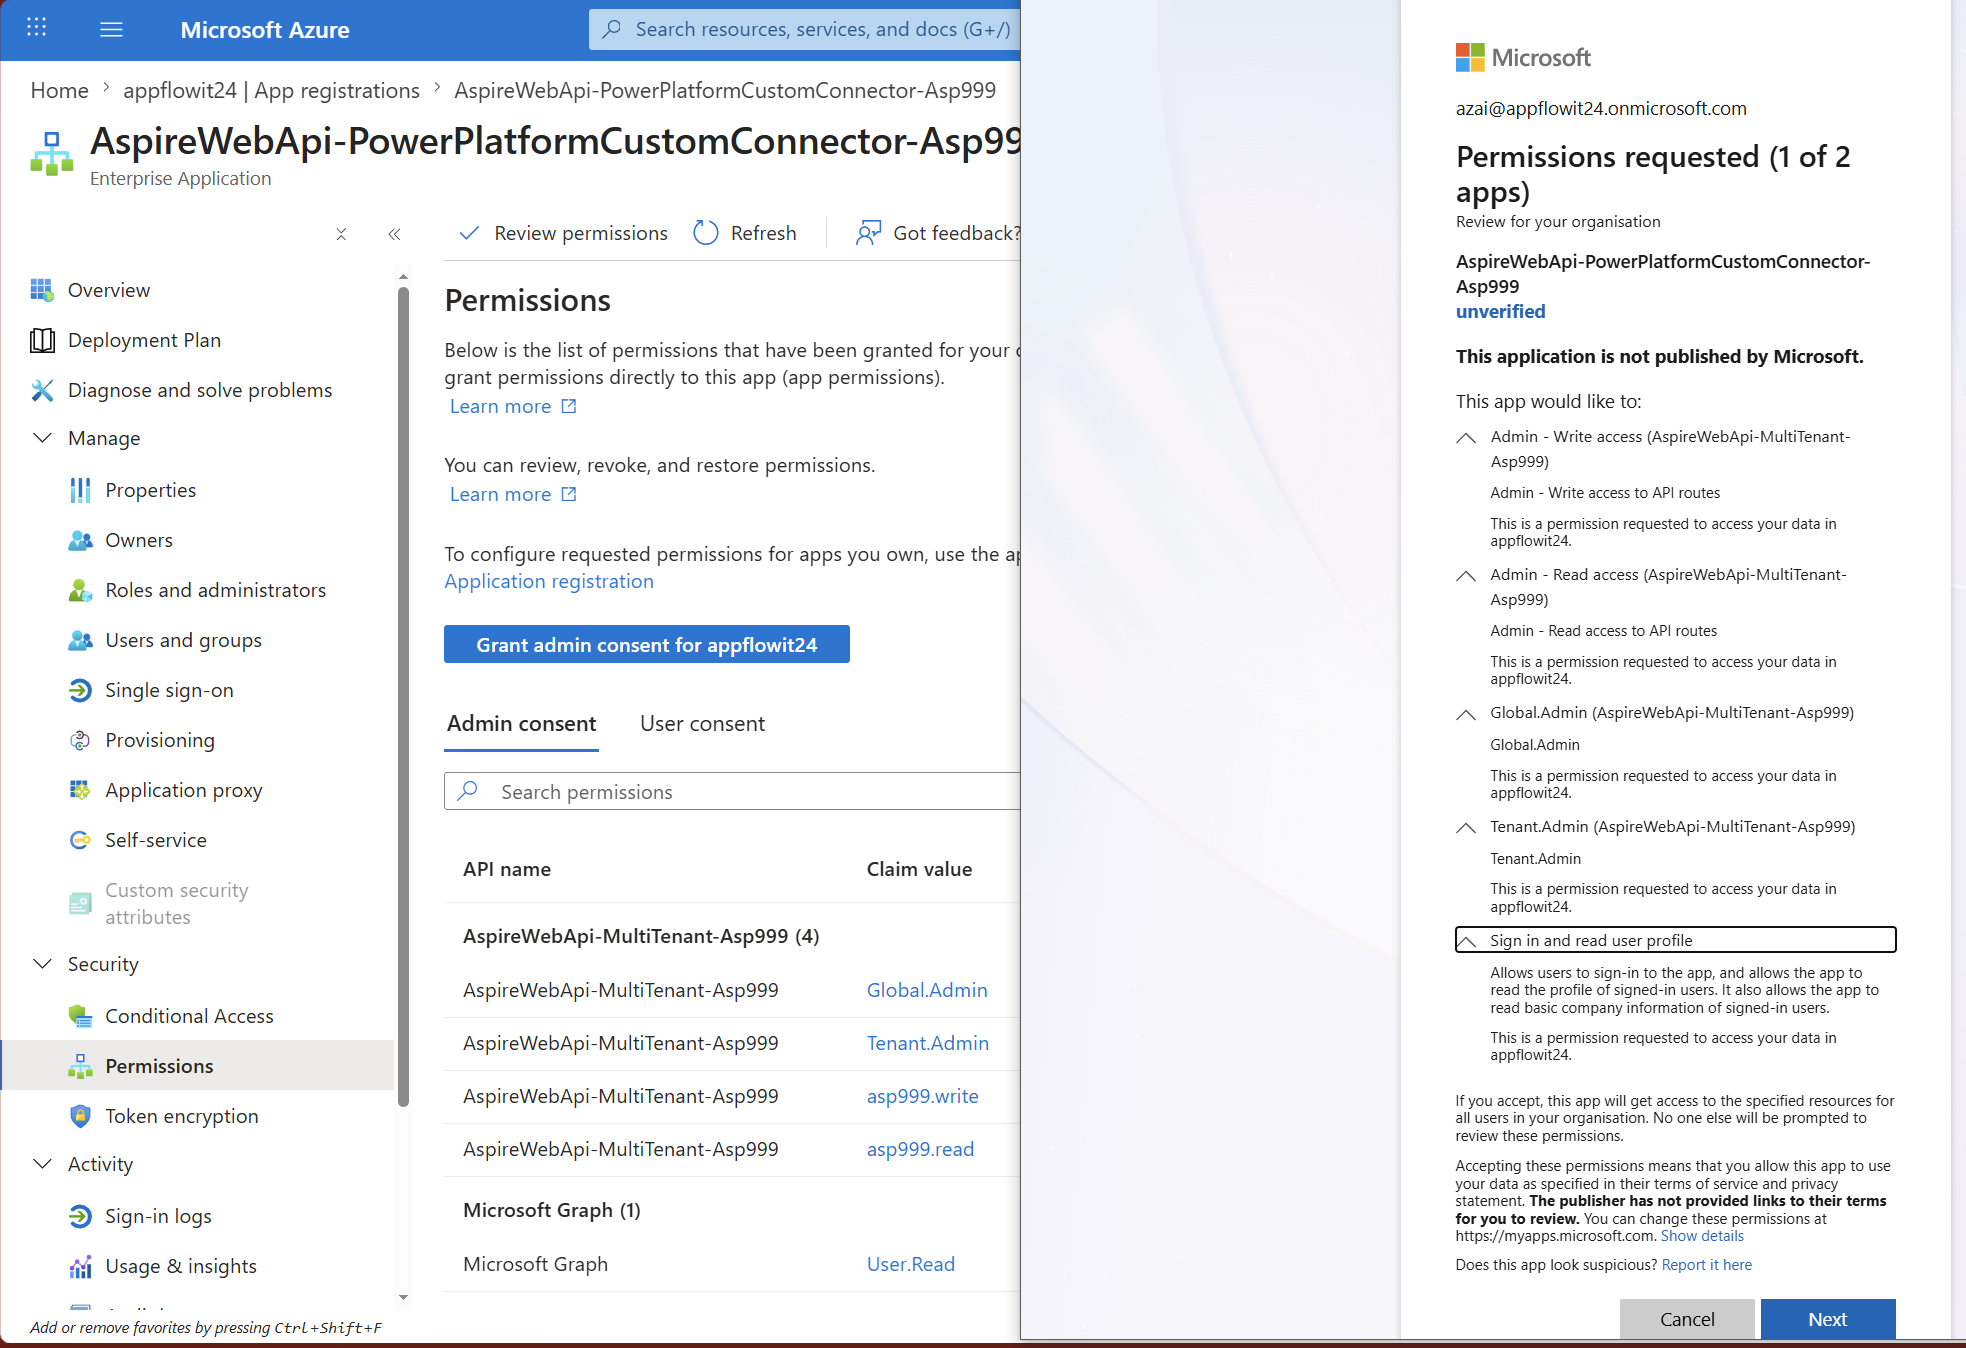 Microsoft Azure
Search resources, services, and docs (G+/)
Home > appflowit24 | App registrations > AspireWebApi-PowerPlatformCustomConnector-Asp999
AspireWebApi-PowerPlatformCustomConnector-Asp99
Enterprise Application
Review permissions
Refresh
Got feedback?
Overview
Deployment Plan
Diagnose and solve problems
Manage
Properties
Owners
Roles and administrators
Users and groups
Single sign-on
Provisioning
Application proxy
Self-service
Custom security
attributes
Security
Conditional Access
Permissions
Token encryption
Activity
Sign-in logs
Usage & insights
Add or remove favorites by pressing Ctrl+Shift+F
Permissions
Below is the list of permissions that have been granted for your
grant permissions directly to this app (app permissions).
Learn more
You can review, revoke, and restore permissions.
Learn more
To configure requested permissions for apps you own, use the
Application registration
Grant admin consent for appflowit24
Admin consent
User consent
Search permissions
API name
Claim value
AspireWebApi-MultiTenant-Asp999 (4)
AspireWebApi-MultiTenant-Asp999 Global.Admin
AspireWebApi-MultiTenant-Asp999 Tenant.Admin
AspireWebApi-MultiTenant-Asp999 asp999.write
AspireWebApi-MultiTenant-Asp999 asp999.read
Microsoft Graph (1)
Microsoft Graph User.Read
Microsoft
azai@appflowit24.onmicrosoft.com
Permissions requested (1 of 2
apps)
Review for your organisation
AspireWebApi-PowerPlatformCustomConnector-
Asp999
unverified
This application is not published by Microsoft.
This app would like to:
Admin - Write access (AspireWebApi-MultiTenant-
Asp999)
Admin - Write access to API routes
This is a permission requested to access your data in
appflowit24.
Admin - Read access (AspireWebApi-MultiTenant-
Asp999)
Admin - Read access to API routes
This is a permission requested to access your data in
appflowit24.
Global.Admin (AspireWebApi-MultiTenant-Asp999)
Global.Admin
This is a permission requested to access your data in
appflowit24.
Tenant.Admin (AspireWebApi-MultiTenant-Asp999)
Tenant.Admin
This is a permission requested to access your data in
appflowit24.
Sign in and read user profile
Allows users to sign-in to the app, and allows the app to
read the profile of signed-in users. It also allows the app to
read basic company information of signed-in users.
This is a permission requested to access your data in
appflowit24.
If you accept, this app will get access to the specified resources for
all users in your organisation. No one else will be prompted to
review these permissions.
Accepting these permissions means that you allow this app to use
your data as specified in their terms of service and privacy
statement. The publisher has not provided links to their terms
for you to review. You can change these permissions at
https://myapps.microsoft.com. Show details
Does this app look suspicious? Report it here
Cancel
Next